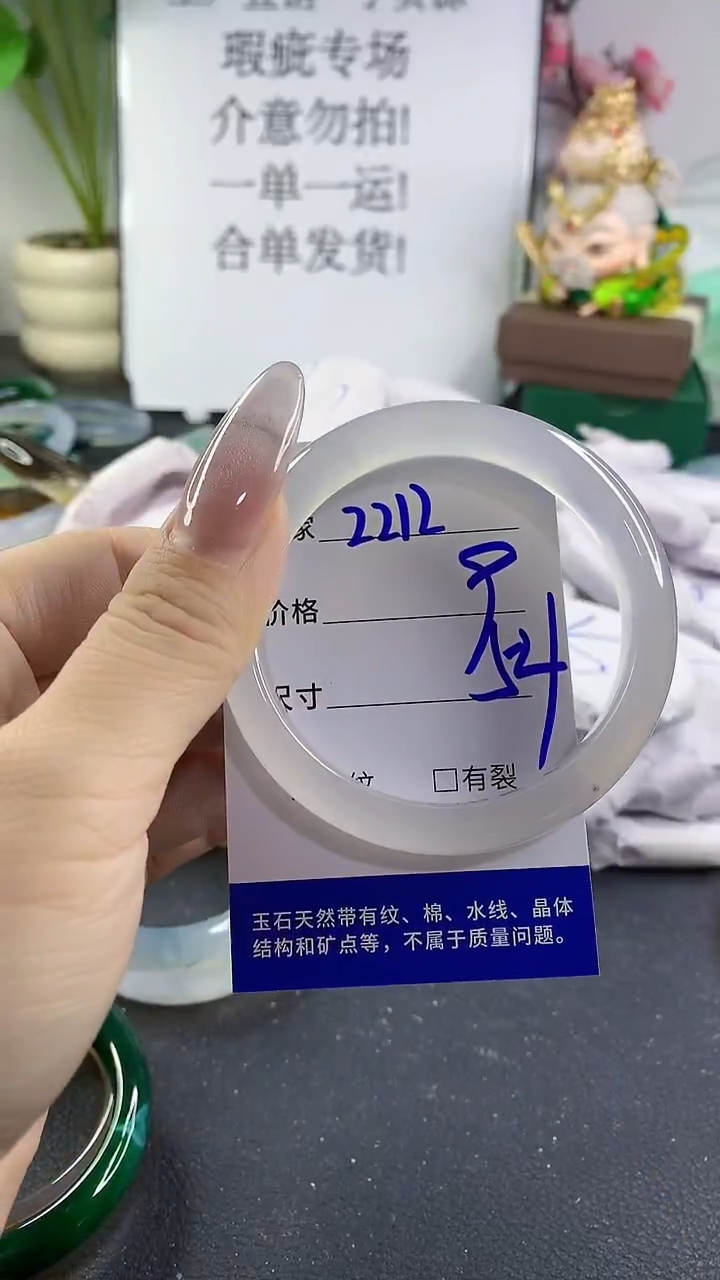 瑕疵专场
介意勿拍!
一单一运!
合单发货!
家 2212
价格
尺寸
纹 □有裂
玉石天然带有纹、棉、水线、晶体
结构和矿点等，不属于质量问题。